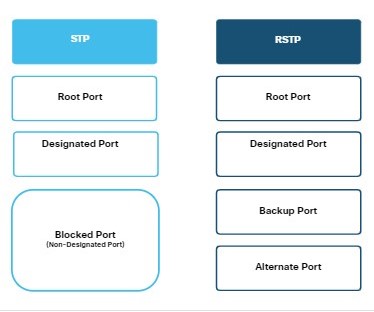 STP
RSTP
Root Port
Root Port
Designated Port
Designated Port
Blocked Port
(Non-Designated Port)
Backup Port
Alternate Port